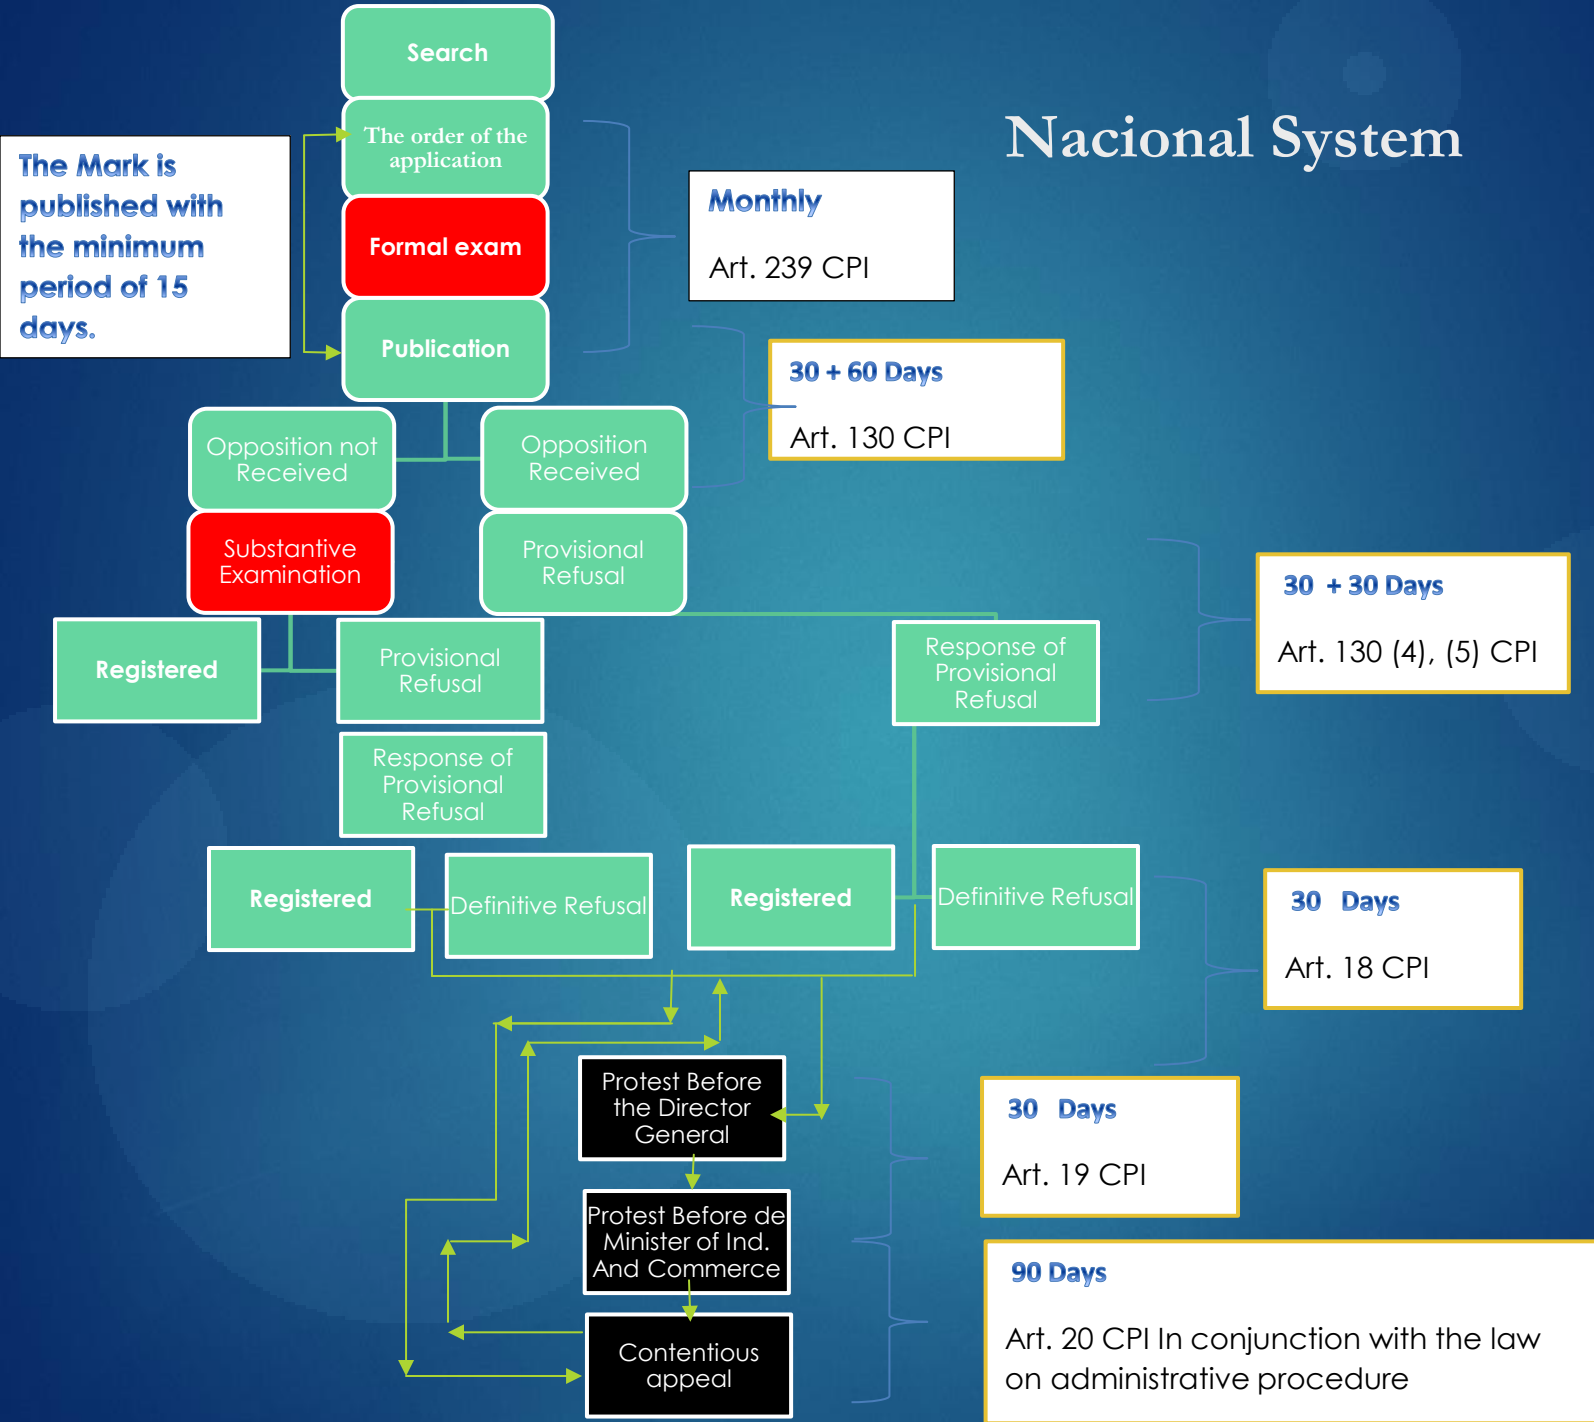 Search
Nacional System
The order of the
application
The Mark is
published with
the minimum
period of 15
days.
Formal exam
Monthly
Art. 239 CPI
Publication
30 + 60 Days
Art. 130 CPI
Opposition not
Received
Opposition
Received
Substantive
Examination
Provisional
Refusal
30 + 30 Days
Art. 130 (4), (5) CPI
Registered
Provisional
Refusal
Response of
Provisional
Refusal
Response of
Provisional
Refusal
Registered
Definitive Refusal
Registered
Definitive Refusal
30 Days
Art. 18 CPI
Protest Before
the Director
General
30 Days
Art. 19 CPI
Protest Before de
Minister of Ind.
And Commerce
90 Days
Art. 20 CPI In conjunction with the law
on administrative procedure
Contentious
appeal